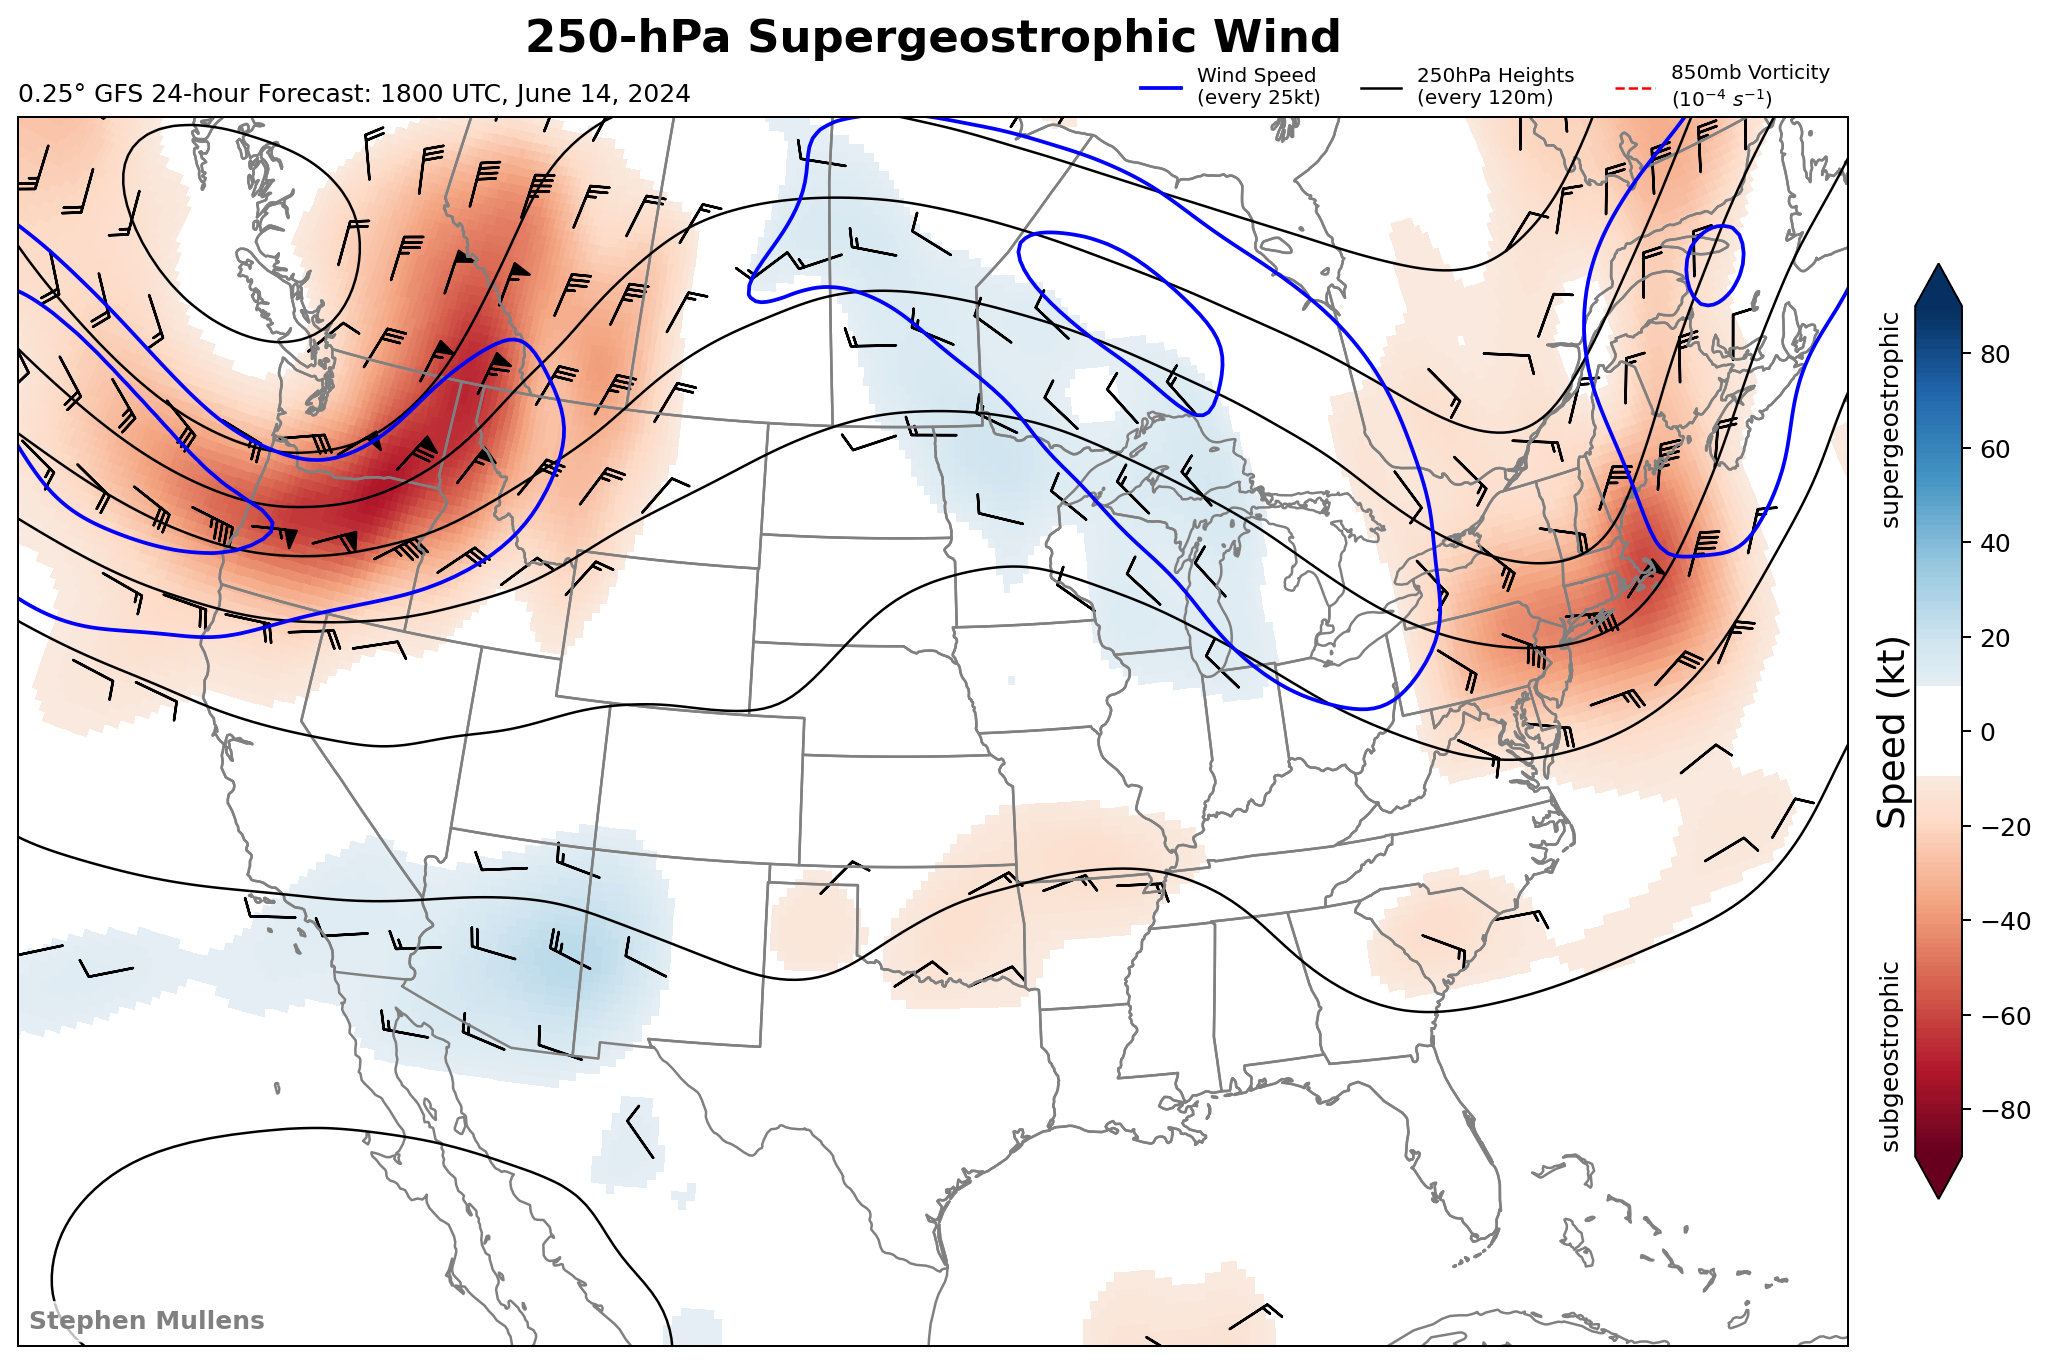 250-hPa Supergeostrophic Wind
0.25° GFS 24-hour Forecast: 1800 UTC, June 14, 2024
Wind Speed
(every 25kt)
250hPa Heights
(every 120m)
850mb Vorticity
(10⁻⁴ s⁻¹)
supergeostrophic
Speed (kt)
subgeostrophic
80
60
40
20
0
−20
−40
−60
−80
Stephen Mullens